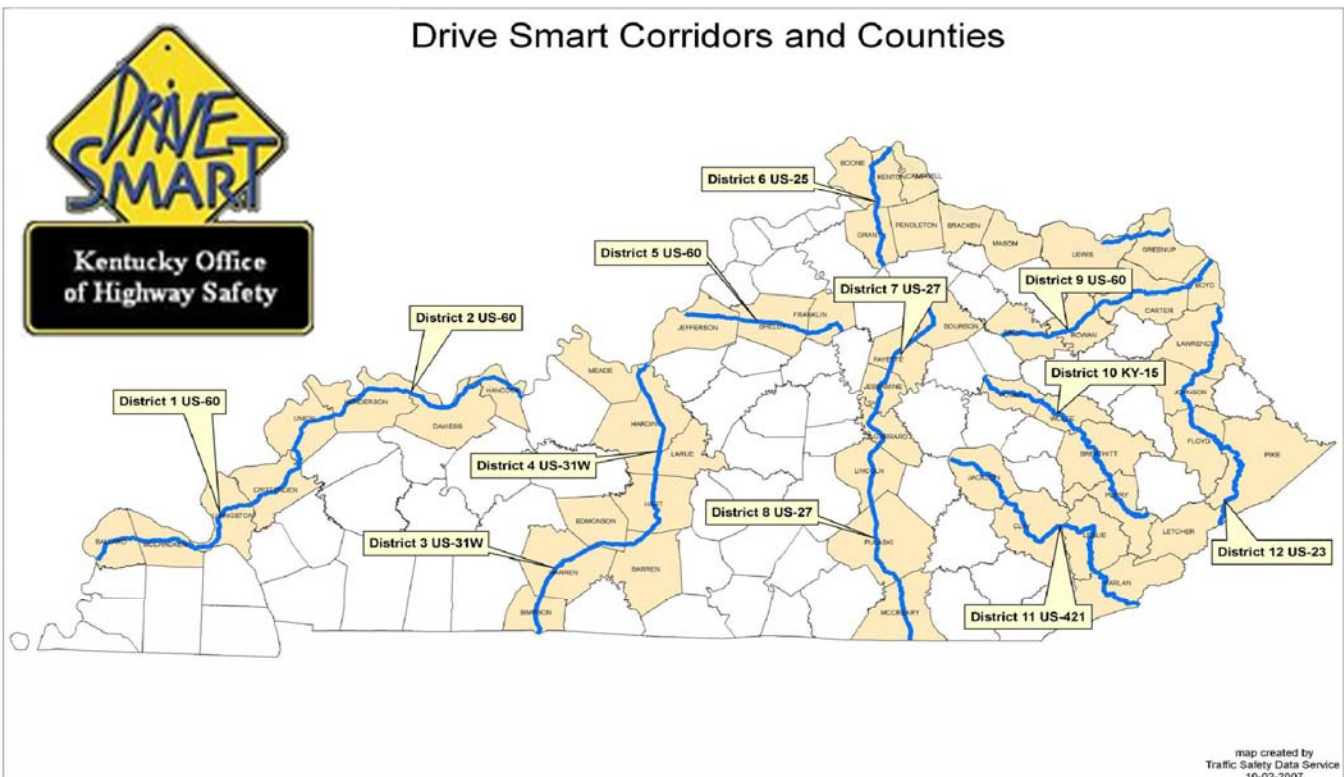 Drive Smart Corridors and Counties
DRIVE
SMART
Kentucky Office
of Highway Safety
BOONE
KENTON
CAMPBELL
District 6 US-25
GRANT
PENDLETON
BRACKEN
MASON
LEWIS
GREENUP
District 5 US-60
District 7 US-27
District 9 US-60
BOYD
JEFFERSON
SHELBY
FRANKLIN
BOURBON
ROWAN
CARTER
District 2 US-60
FAYETTE
LAWRENCE
MEADE
JESSAMINE
District 10 KY-15
District 1 US-60
UNION
HENDERSON
HANCOCK
DAVIESS
WOLFE
JOHNSON
HARDIN
GARRARD
FLOYD
District 4 US-31W
LARUE
BREATHITT
PIKE
LINCOLN
JACKSON
CRITTENDEN
LIVINGSTON
HART
PERRY
District 8 US-27
EDMONSON
CLAY
LESLIE
LETCHER
BALLARD
MCCRACKEN
District 3 US-31W
PULASKI
District 12 US-23
WARREN
BARREN
HARLAN
SIMPSON
MCCREARY
District 11 US-421
map created by
Traffic Safety Data Service
10-02-2007